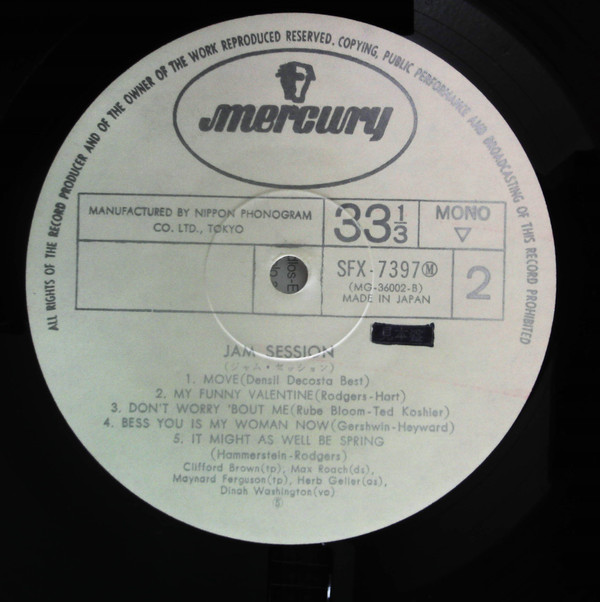 ALL RIGHTS OF THE RECORD PRODUCER AND OF THE OWNER OF THE WORK REPRODUCED RESERVED. COPYING, PUBLIC PERFORMANCE AND BROADCASTING OF THIS RECORD PROHIBITED
mercury
MANUFACTURED BY NIPPON PHONOGRAM
CO. LTD., TOKYO
33 1/3
MONO
▽
SFX-7397Ⓜ
(MG-36002-B)
MADE IN JAPAN
2
JAM SESSION
(ジャム・セッション)
1. MOVE(Densil Decosta Best)
2. MY FUNNY VALENTINE(Rodgers-Hart)
3. DON'T WORRY 'BOUT ME(Rube Bloom-Ted Koshler)
4. BESS YOU IS MY WOMAN NOW(Gershwin-Heyward)
5. IT MIGHT AS WELL BE SPRING
(Hammerstein-Rodgers)
Clifford Brown(tp), Max Roach(ds),
Maynard Ferguson(tp), Herb Geller(as),
Dinah Washington(vo)